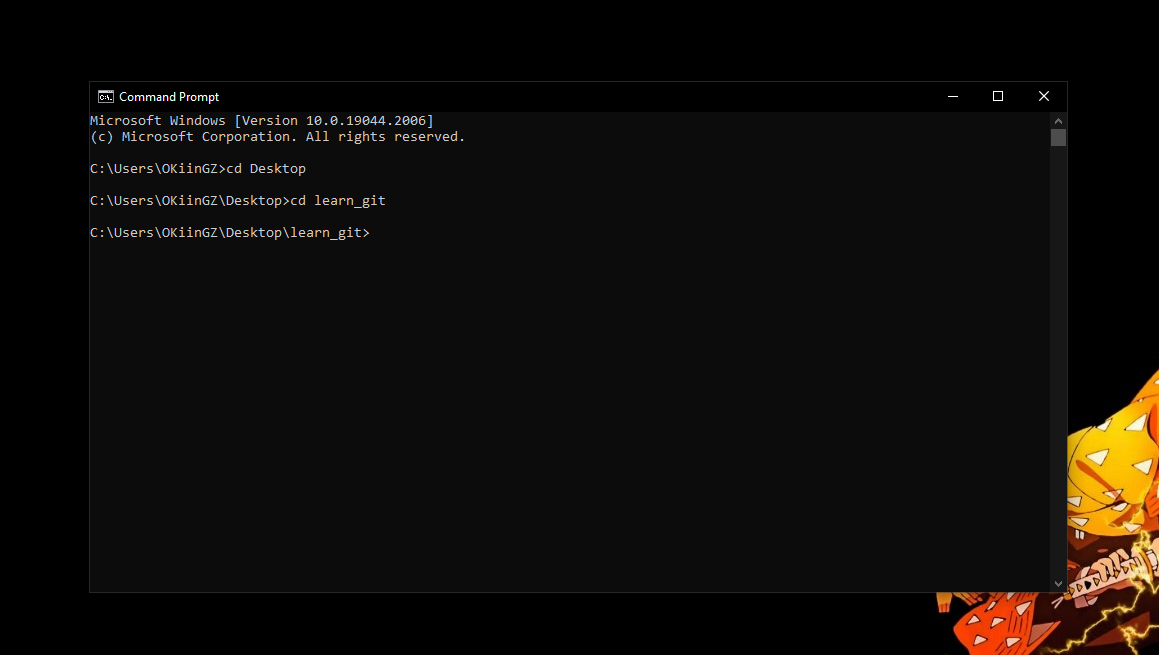 Command Prompt
Microsoft Windows [Version 10.0.19044.2006]
(c) Microsoft Corporation. All rights reserved.
C:\Users\OKiinGZ>cd Desktop
C:\Users\OKiinGZ\Desktop>cd learn_git
C:\Users\OKiinGZ\Desktop\learn_git>